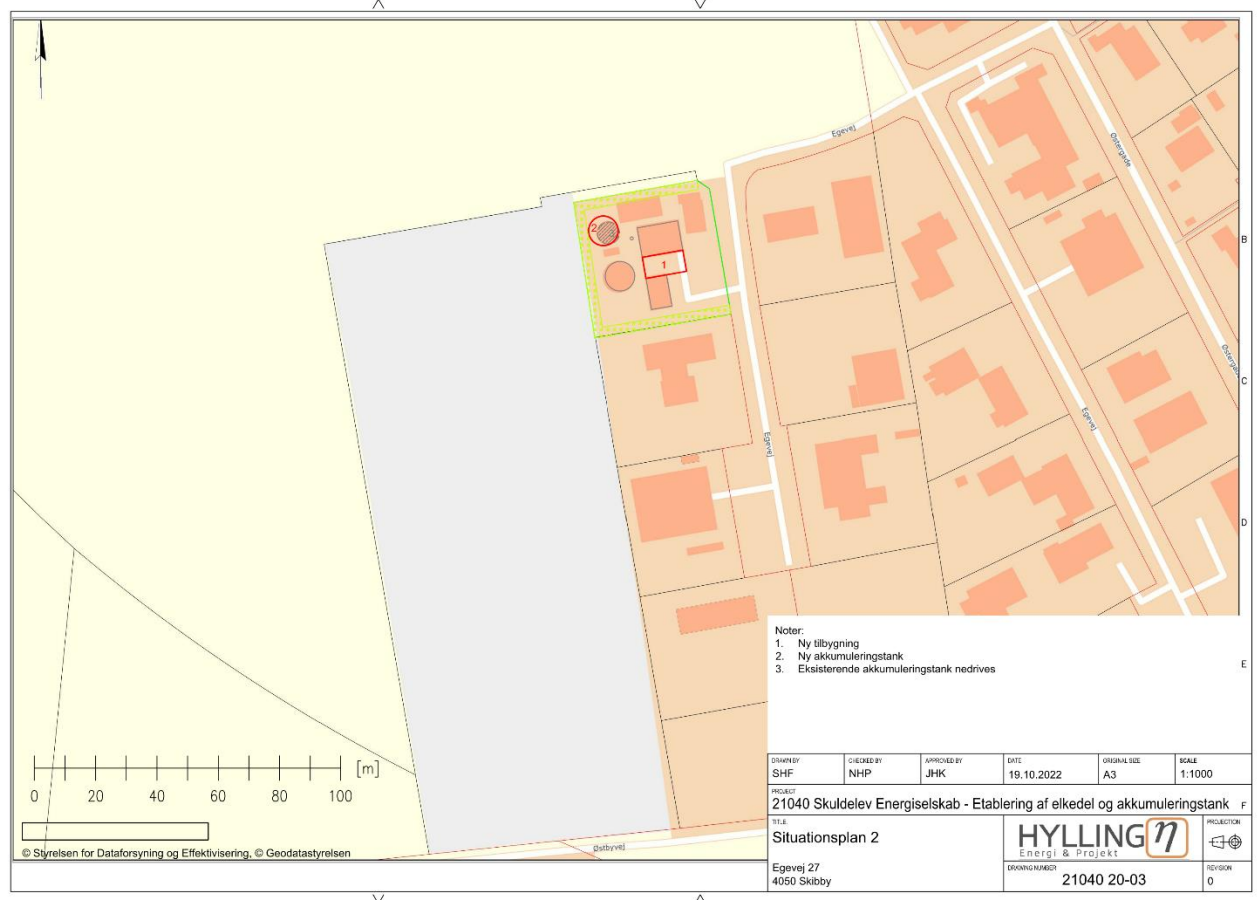 Egevej
Østergade
B
2
3
1
C
Østergade
Egevej
Egevej
D
Noter:
1. Ny tilbygning
2. Ny akkumuleringstank
3. Eksisterende akkumuleringstank nedrives
E
[m]
0 20 40 60 80 100
DRAWN BY CHECKED BY APPROVED BY DATE ORIGINAL SIZE SCALE
SHF NHP JHK 19.10.2022 A3 1:1000
PROJECT
21040 Skuldelev Energiselskab - Etablering af elkedel og akkumuleringstank
F
TITLE
Situationsplan 2
HYLLING η
Energi & Projekt
PROJECTION
Østbyvej
© Styrelsen for Dataforsyning og Effektivisering, © Geodatastyrelsen
Egevej 27
4050 Skibby
DRAWING NUMBER
21040 20-03
REVISION
0